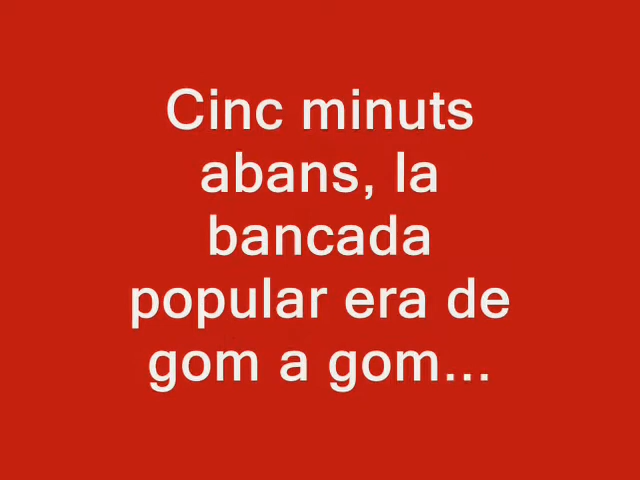 Cinc minuts
abans, la
bancada
popular era de
gom a gom...